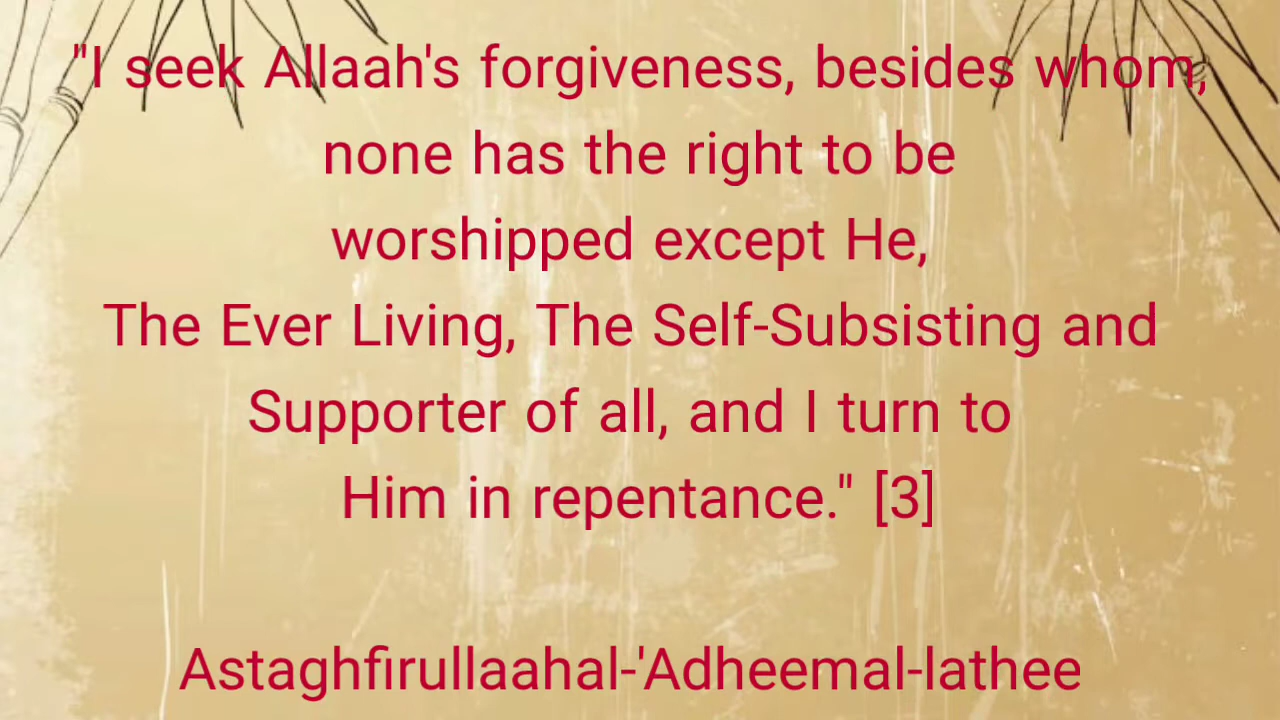 "I seek Allaah's forgiveness, besides whom,
none has the right to be
worshipped except He,
The Ever Living, The Self-Subsisting and
Supporter of all, and I turn to
Him in repentance." [3]
Astaghfirullaahal-'Adheemal-lathee